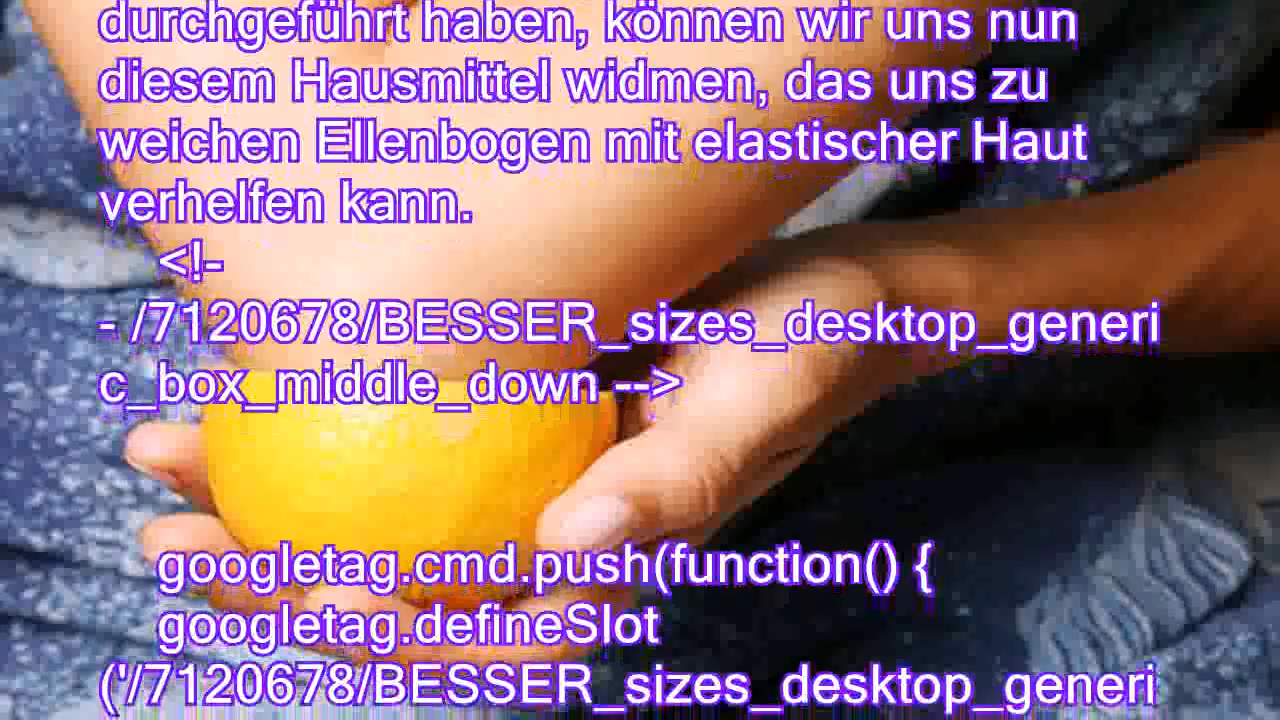 durchgeführt haben, können wir uns nun
diesem Hausmittel widmen, das uns zu
weichen Ellenbogen mit elastischer Haut
verhelfen kann.
<!-
- /7120678/BESSER_sizes_desktop_generi
c_box_middle_down -->
googletag.cmd.push(function() {
googletag.defineSlot
('/7120678/BESSER_sizes_desktop_generi